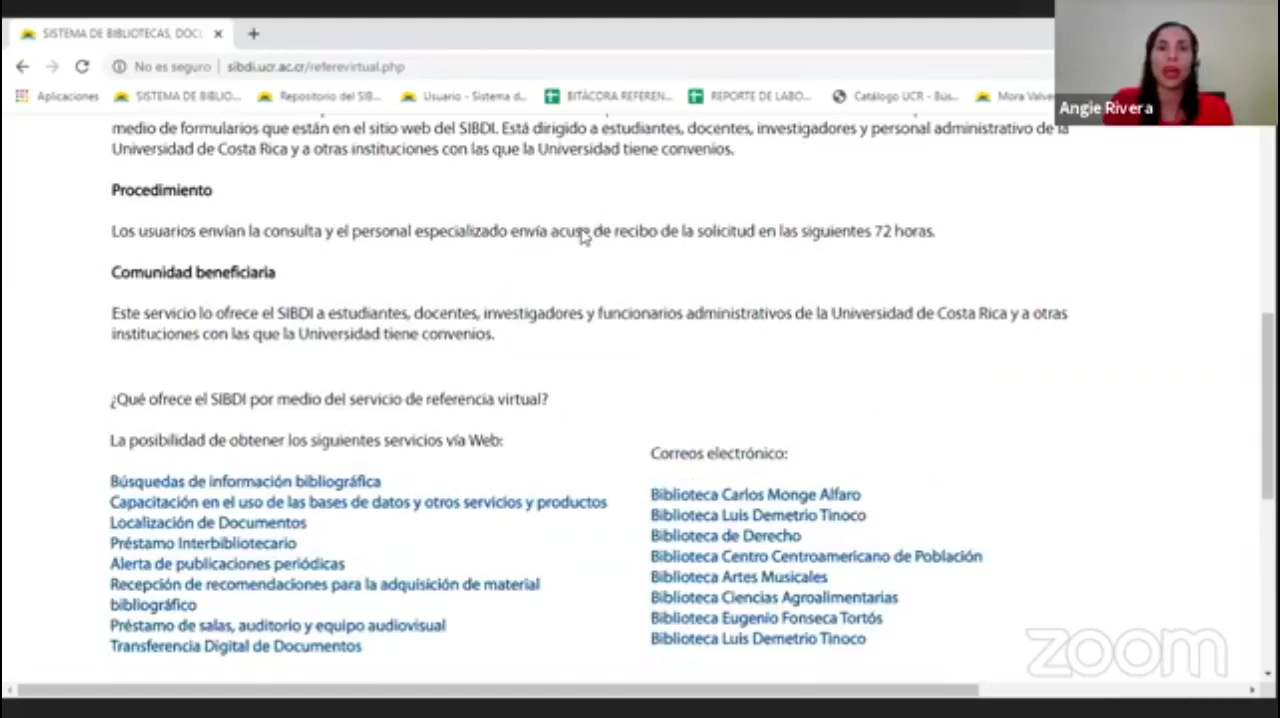 SISTEMA DE BIBLIOTECAS, DOC
No es seguro | sibdi.ucr.ac.cr/referevirtual.php
Aplicaciones SISTEMA DE BIBLIO... Repositorio del SIB... Usuario - Sistema d... BITÁCORA REFEREN... REPORTE DE LABO... Catálogo UCR - Bús... Mora Valver
Angie Rivera
medio de formularios que están en el sitio web del SIBDI. Está dirigido a estudiantes, docentes, investigadores y personal administrativo de la
Universidad de Costa Rica y a otras instituciones con las que la Universidad tiene convenios.
Procedimiento
Los usuarios envían la consulta y el personal especializado envía acuse de recibo de la solicitud en las siguientes 72 horas.
Comunidad beneficiaria
Este servicio lo ofrece el SIBDI a estudiantes, docentes, investigadores y funcionarios administrativos de la Universidad de Costa Rica y a otras
instituciones con las que la Universidad tiene convenios.
¿Qué ofrece el SIBDI por medio del servicio de referencia virtual?
La posibilidad de obtener los siguientes servicios vía Web:
Búsquedas de información bibliográfica
Capacitación en el uso de las bases de datos y otros servicios y productos
Localización de Documentos
Préstamo Interbibliotecario
Alerta de publicaciones periódicas
Recepción de recomendaciones para la adquisición de material
bibliográfico
Préstamo de salas, auditorio y equipo audiovisual
Transferencia Digital de Documentos
Correos electrónico:
Biblioteca Carlos Monge Alfaro
Biblioteca Luis Demetrio Tinoco
Biblioteca de Derecho
Biblioteca Centro Centroamericano de Población
Biblioteca Artes Musicales
Biblioteca Ciencias Agroalimentarias
Biblioteca Eugenio Fonseca Tortós
Biblioteca Luis Demetrio Tinoco
zoom